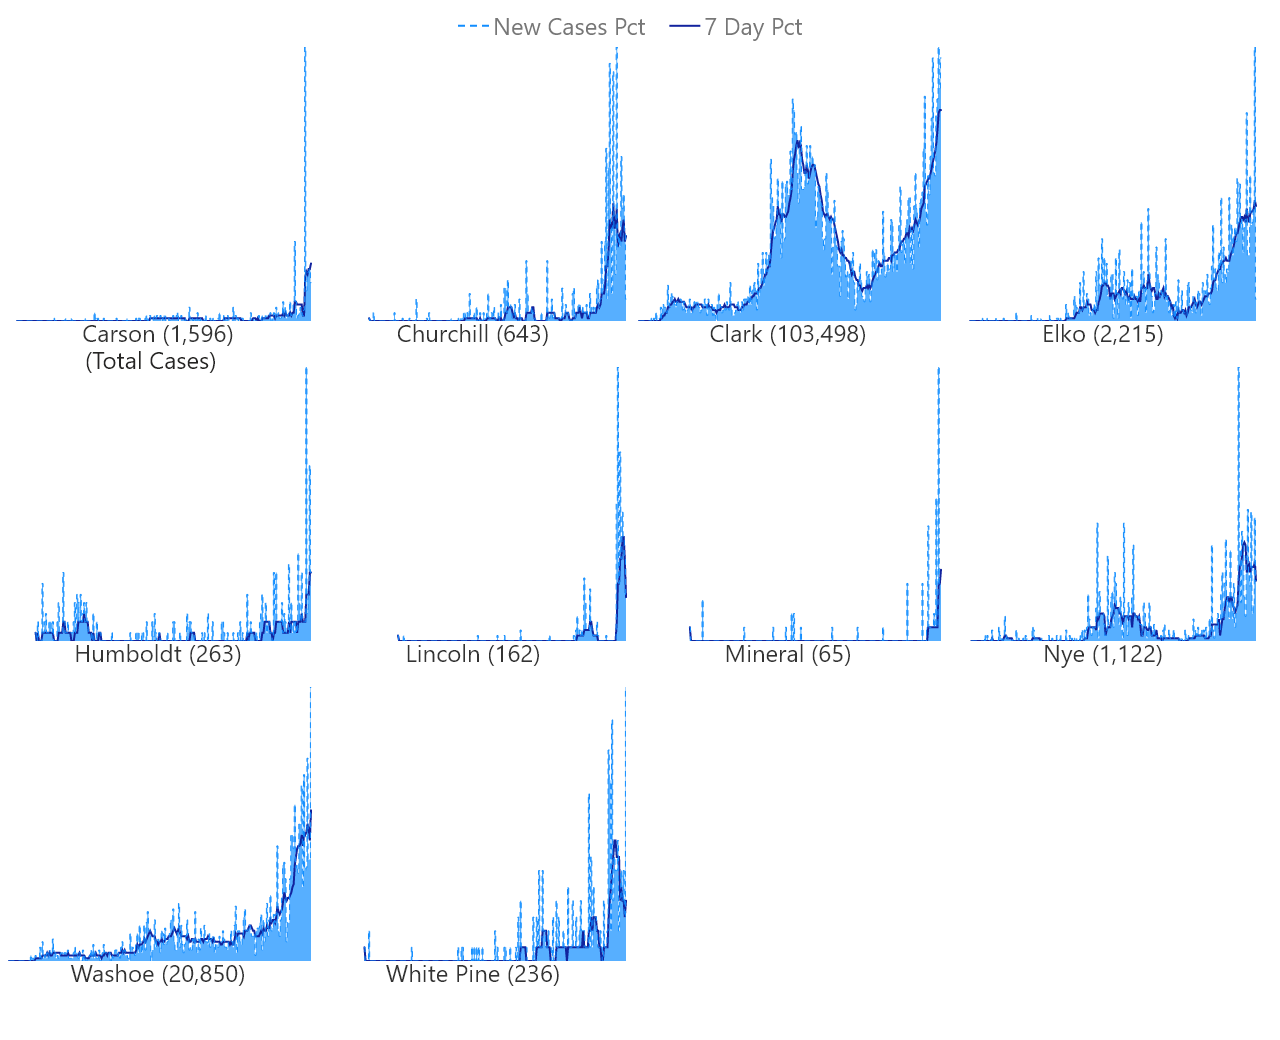 New Cases Pct 7 Day Pct
Carson (1,596) Churchill (643) Clark (103,498) Elko (2,215)
(Total Cases)
Humboldt (263) Lincoln (162) Mineral (65) Nye (1,122)
Washoe (20,850) White Pine (236)